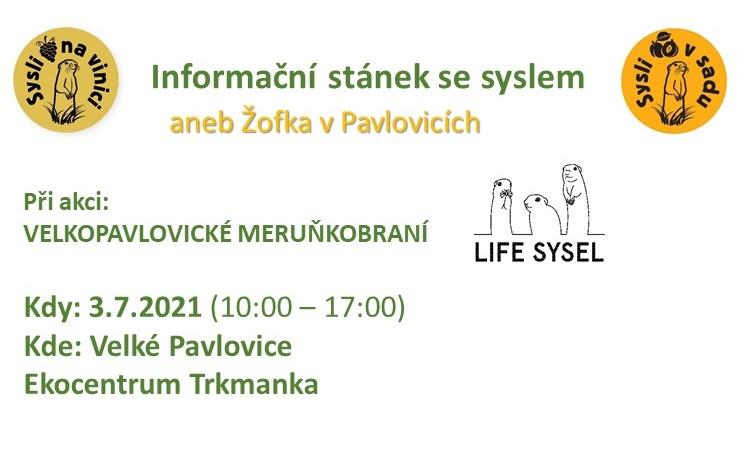 Sysli na vinici
Informační stánek se syslem
aneb Žofka v Pavlovicích
Sysli v sadu
Při akci:
VELKOPAVLOVICKÉ MERUŇKOBRANÍ
LIFE SYSEL
Kdy: 3.7.2021 (10:00 – 17:00)
Kde: Velké Pavlovice
Ekocentrum Trkmanka